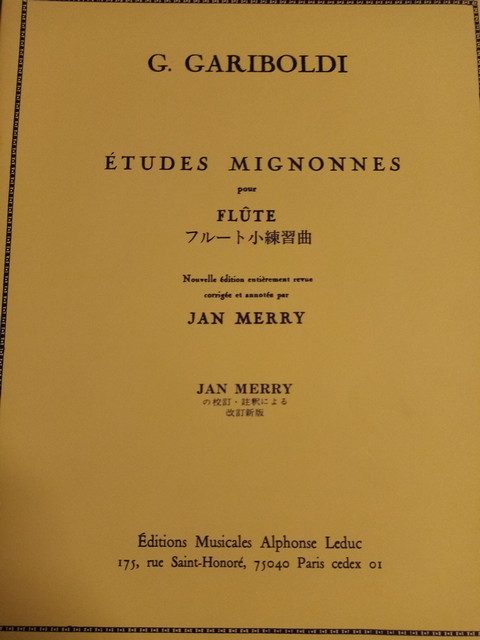 G. GARIBOLDI
ÉTUDES MIGNONNES
pour
FLÛTE
フルート小練習曲
Nouvelle édition entièrement revue
corrigée et annotée par
JAN MERRY
JAN MERRY
の校訂・註釈による
改訂新版
Éditions Musicales Alphonse Leduc
175, rue Saint-Honoré, 75040 Paris cedex 01